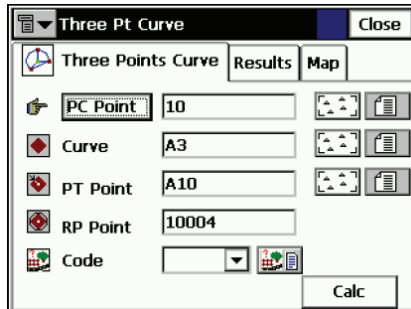 Three Pt Curve Close
Three Points Curve Results Map
PC Point 10
Curve A3
PT Point A10
RP Point 10004
Code
Calc